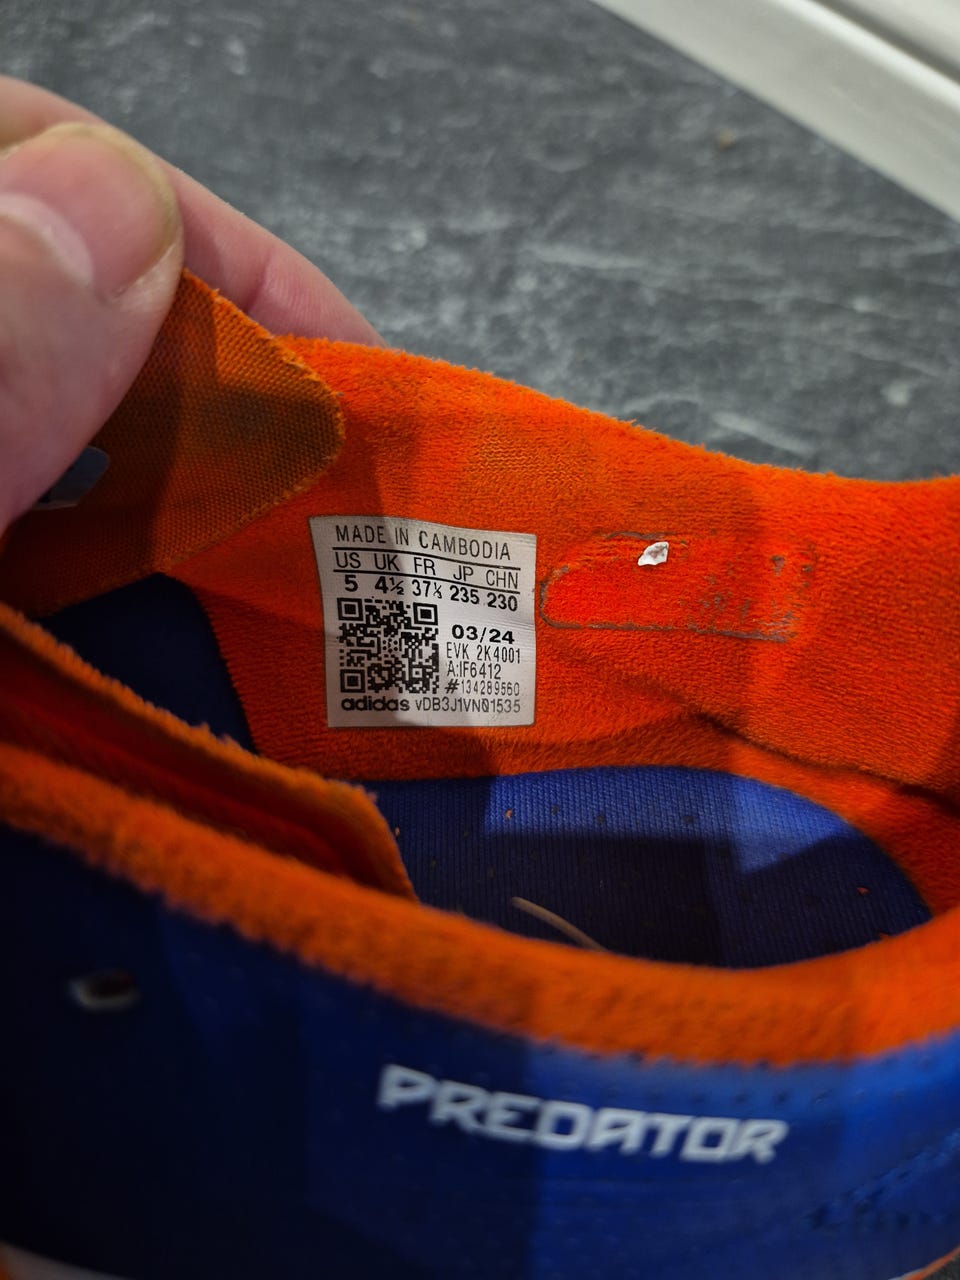 MADE IN CAMBODIA
US UK FR JP CHN
5 4½ 37⅓ 235 230
03/24
EVK 2K4001
A:IF6412
#134289560
adidas VDB3J1VN01535
PREDATOR